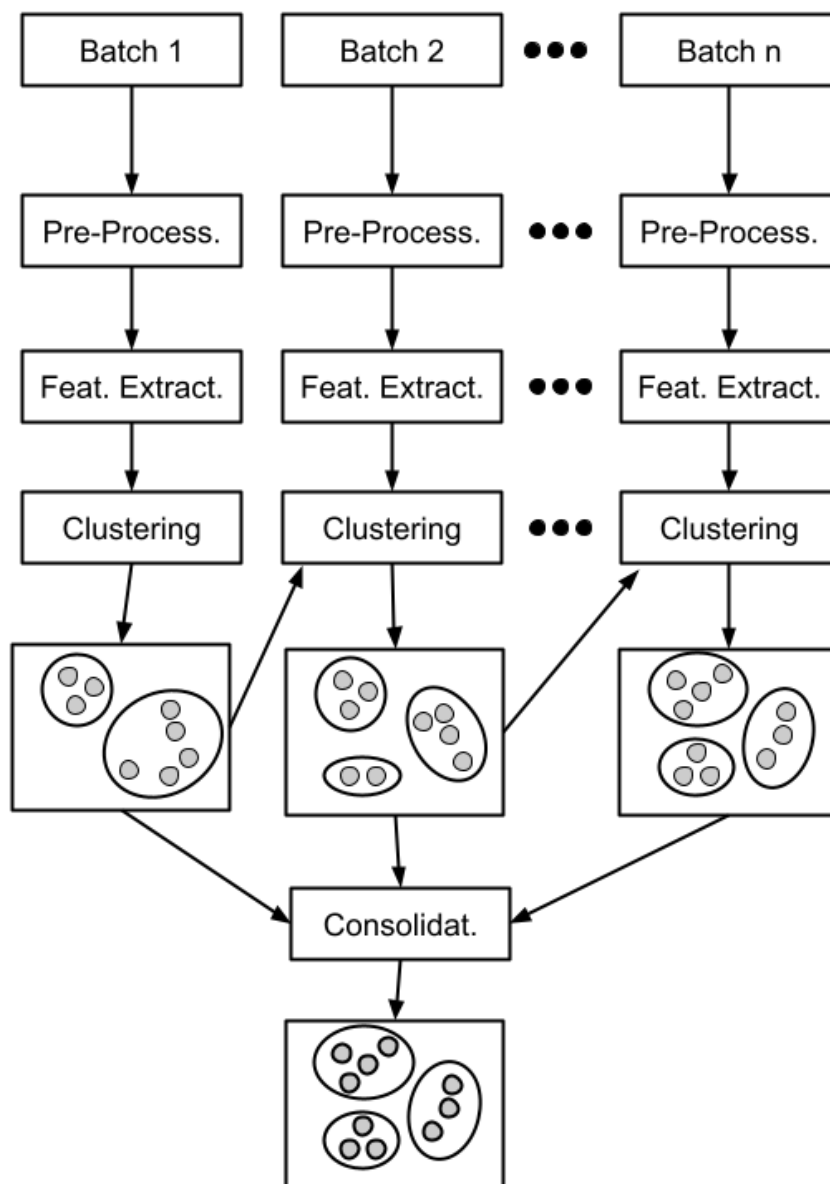 Batch 1
Batch 2
Batch n
Pre-Process.
Pre-Process.
Pre-Process.
Feat. Extract.
Feat. Extract.
Feat. Extract.
Clustering
Clustering
Clustering
Consolidat.